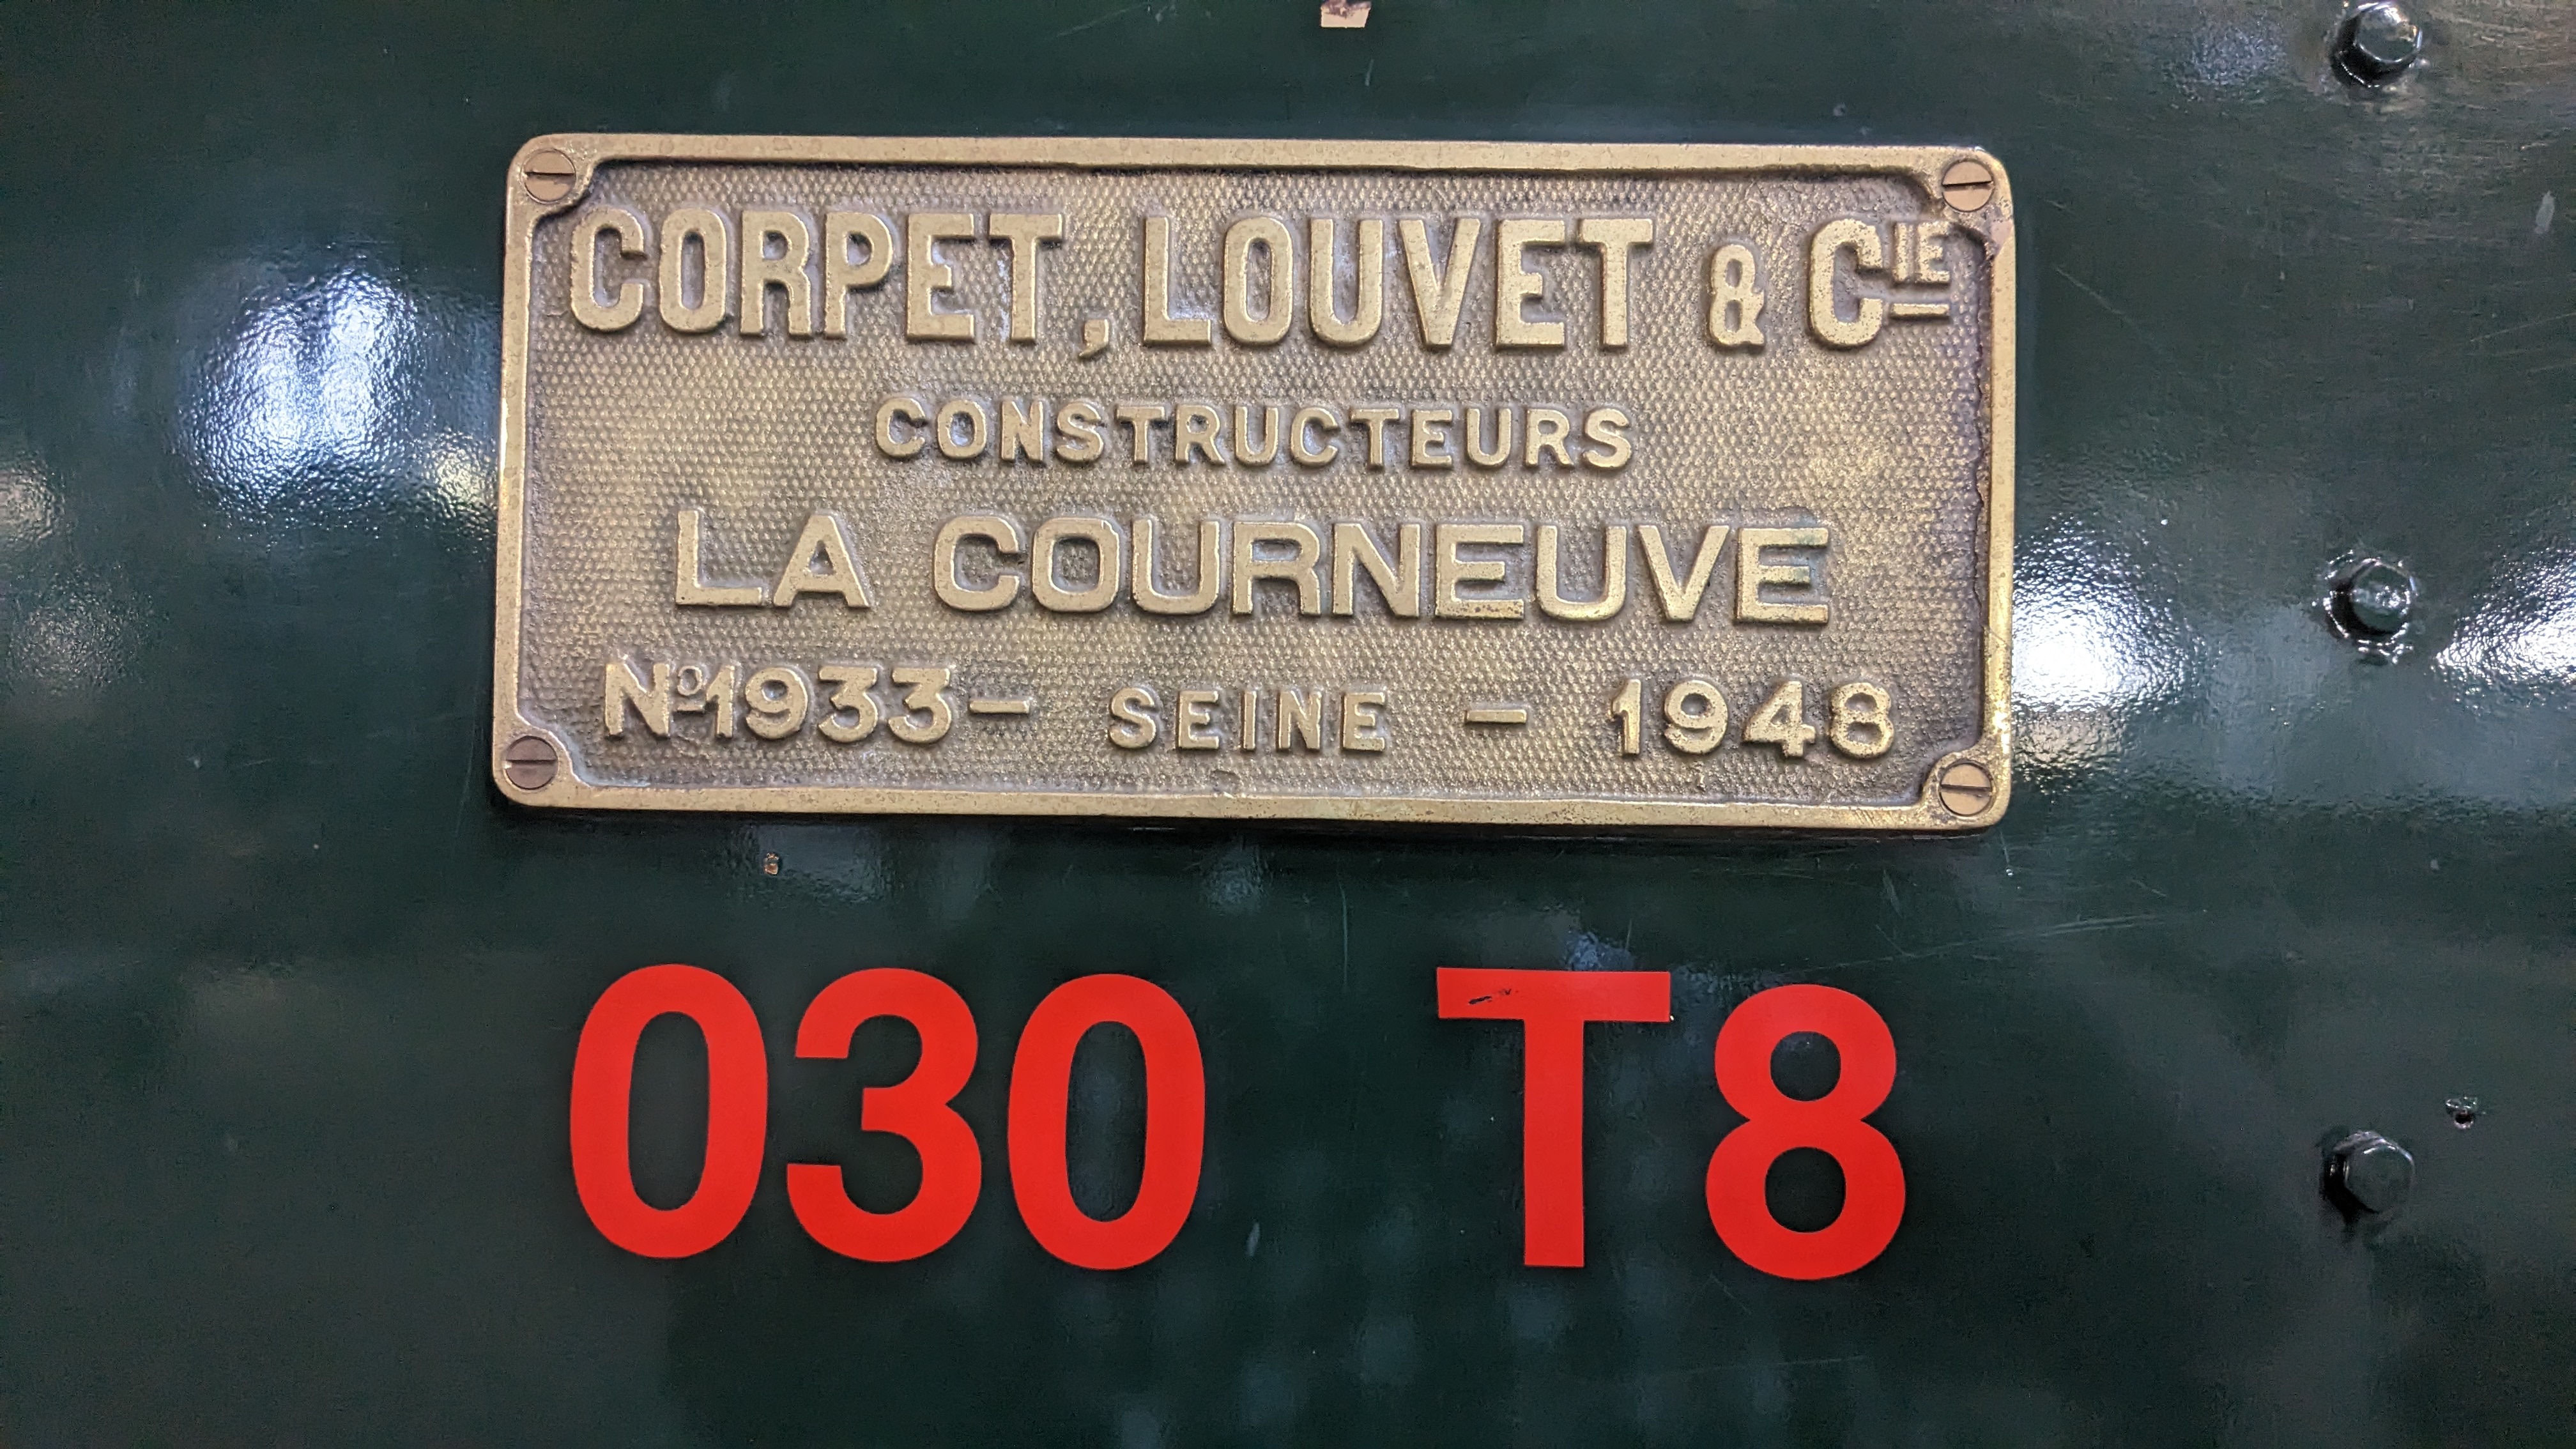 CORPET, LOUVET & CIE
CONSTRUCTEURS
LA COURNEUVE
Nº1933 - SEINE - 1948
030 T8